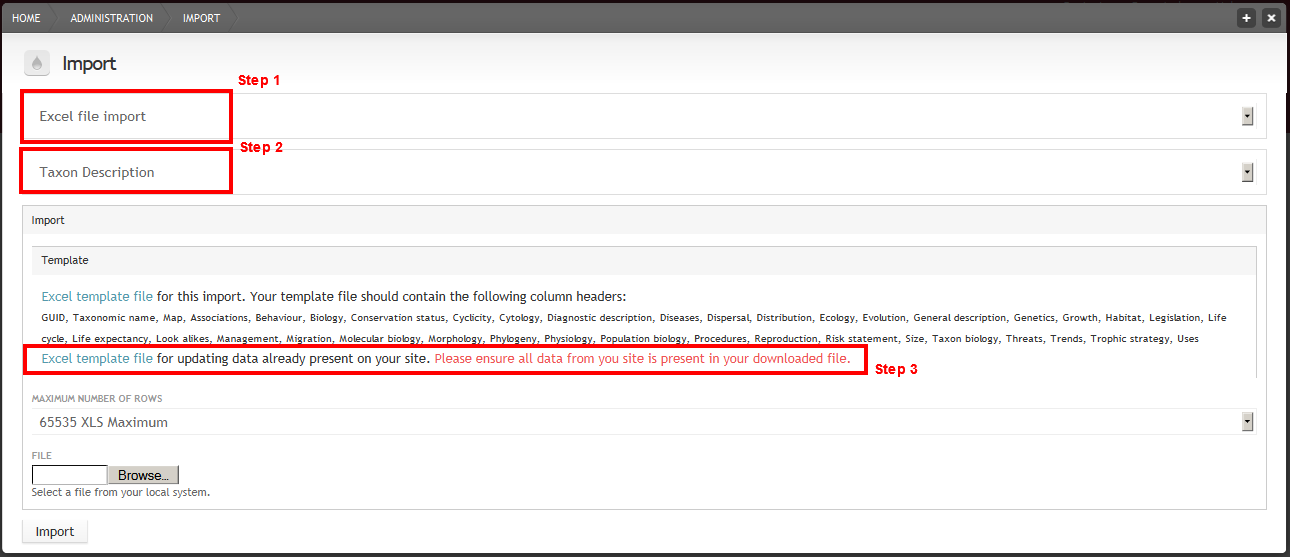 HOME ADMINISTRATION IMPORT
Import
Step 1
Excel file import
Step 2
Taxon Description
Import
Template
Excel template file for this import. Your template file should contain the following column headers:
GUID, Taxonomic name, Map, Associations, Behaviour, Biology, Conservation status, Cyclicity, Cytology, Diagnostic description, Diseases, Dispersal, Distribution, Ecology, Evolution, General description, Genetics, Growth, Habitat, Legislation, Life
cycle, Life expectancy, Look alikes, Management, Migration, Molecular biology, Morphology, Phylogeny, Physiology, Population biology, Procedures, Reproduction, Risk statement, Size, Taxon biology, Threats, Trends, Trophic strategy, Uses
Excel template file for updating data already present on your site. Please ensure all data from you site is present in your downloaded file.
Step 3
MAXIMUM NUMBER OF ROWS
65535 XLS Maximum
FILE
Browse...
Select a file from your local system.
Import